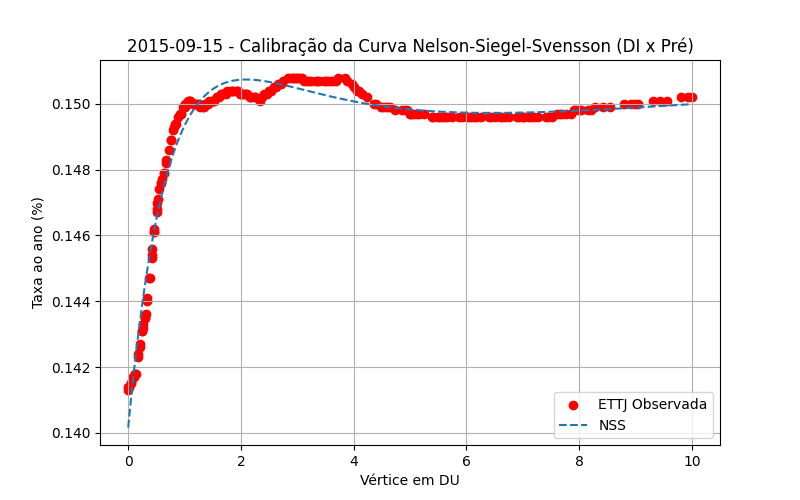 2015-09-15 - Calibração da Curva Nelson-Siegel-Svensson (DI x Pré)
Taxa ao ano (%)
0.150
0.148
0.146
0.144
0.142
0.140
0
2
4
6
8
10
Vértice em DU
ETTJ Observada
NSS